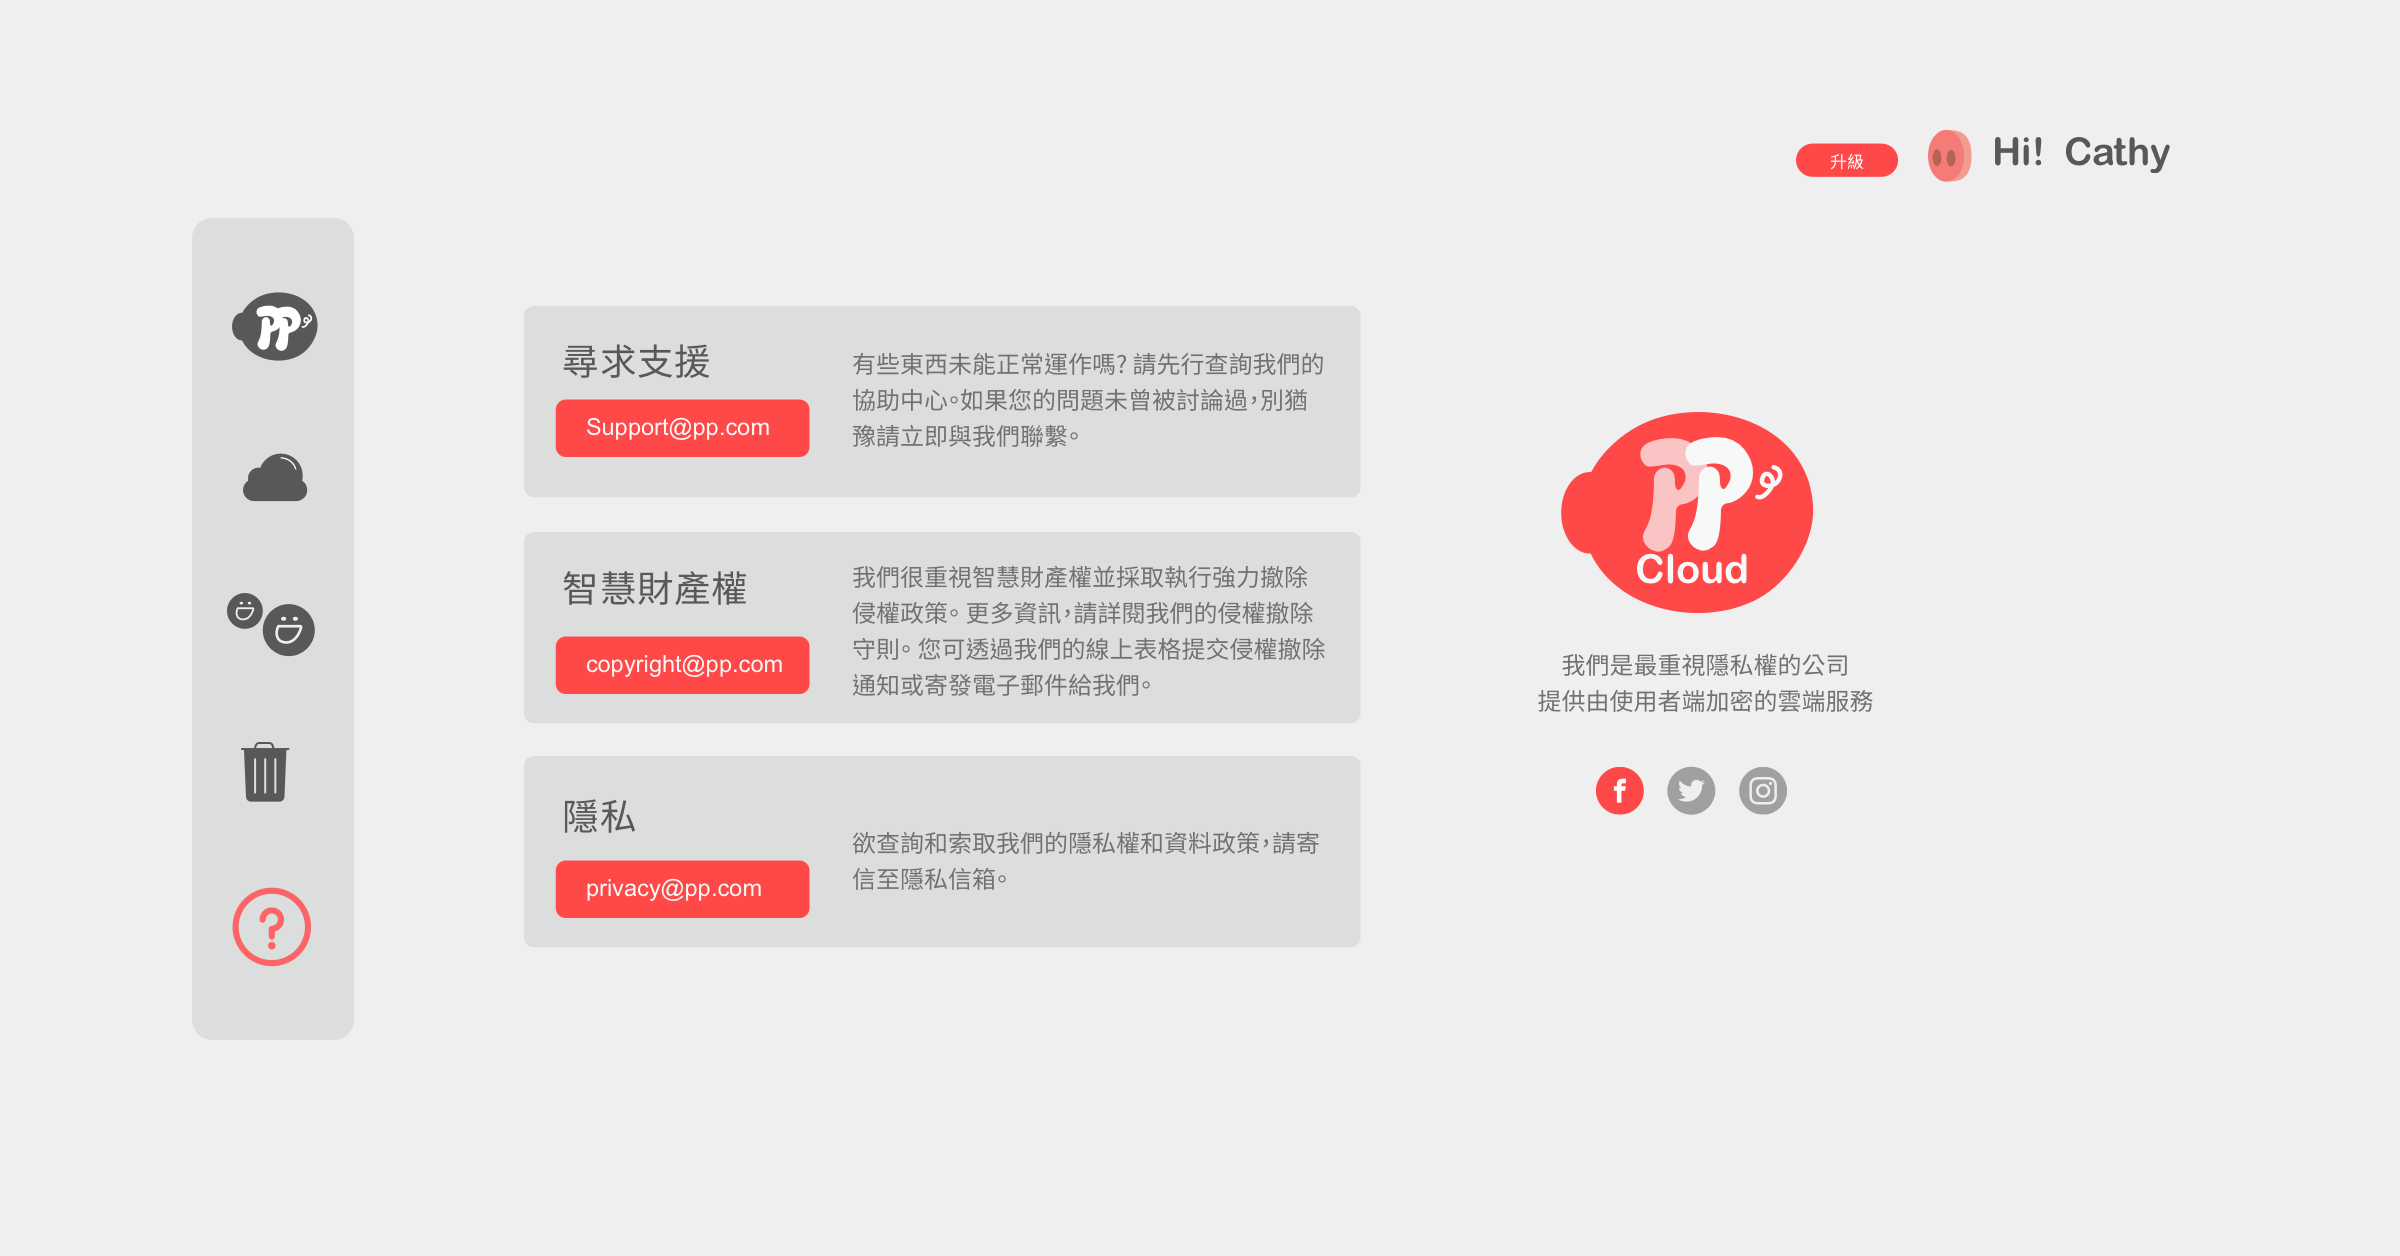 升級
Hi! Cathy
PP
尋求支援
Support@pp.com
有些東西未能正常運作嗎? 請先行查詢我們的
協助中心。如果您的問題未曾被討論過，別猶
豫請立即與我們聯繫。
智慧財產權
copyright@pp.com
我們很重視智慧財產權並採取執行強力撤除
侵權政策。更多資訊，請詳閱我們的侵權撤除
守則。您可透過我們的線上表格提交侵權撤除
通知或寄發電子郵件給我們。
隱私
privacy@pp.com
欲查詢和索取我們的隱私權和資料政策，請寄
信至隱私信箱。
PP
Cloud
我們是最重視隱私權的公司
提供由使用者端加密的雲端服務